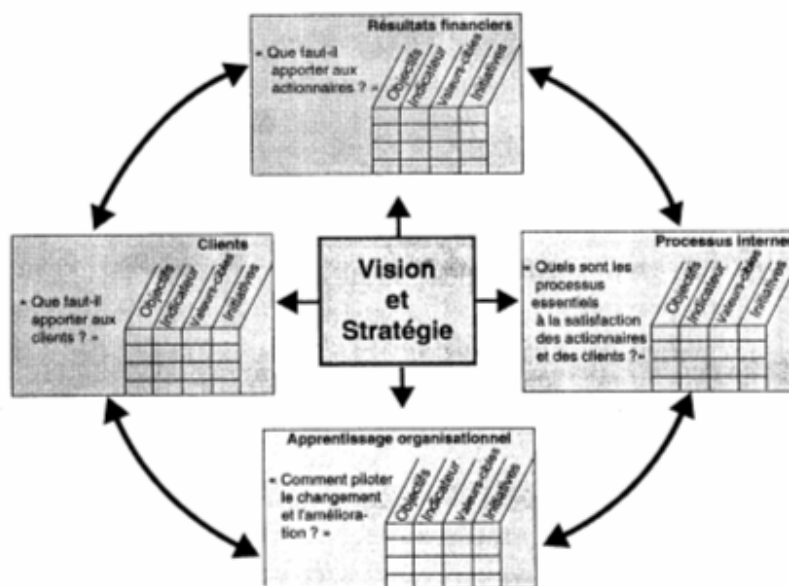 Résultats financiers
« Que faut-il
apporter aux
actionnaires ? »
Objectifs
Indicateur
Valeurs-cibles
Initiatives
Clients
« Que faut-il
apporter aux
clients ? »
Objectifs
Indicateur
Valeurs-cibles
Initiatives
Vision
et
Stratégie
Processus interne
« Quels sont les
processus
essentiels
à la satisfaction
des actionnaires
et des clients ?»
Objectifs
Indicateur
Valeurs-cibles
Initiatives
Apprentissage organisationnel
« Comment piloter
le changement
et l'améliora-
tion ? »
Objectifs
Indicateur
Valeurs-cibles
Initiatives